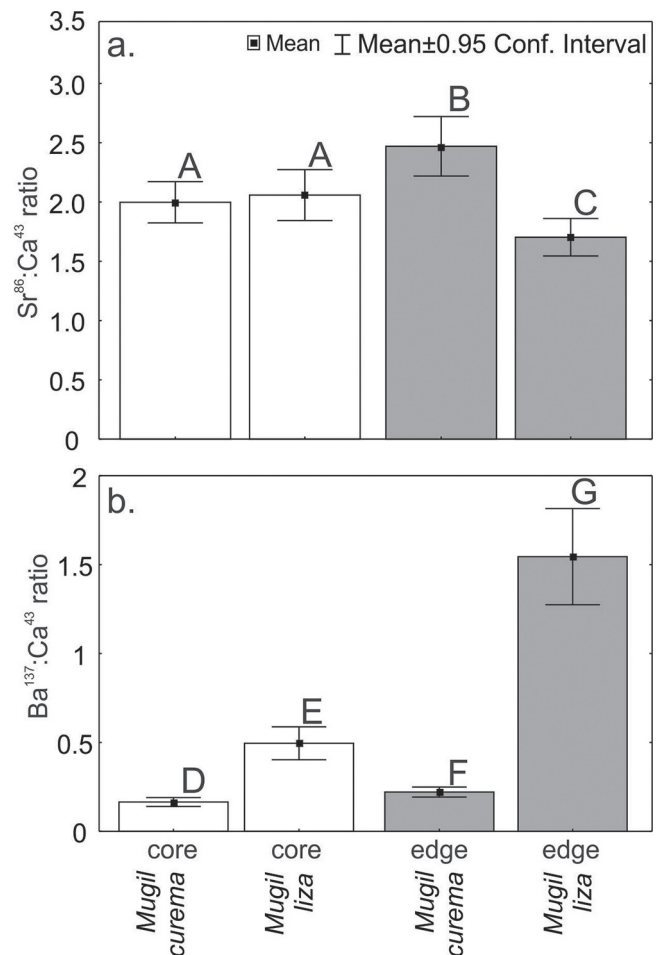 a.
Mean
Mean±0.95 Conf. Interval
3.5
3.0
2.5
2.0
1.5
1.0
0.5
0
Sr⁸⁶:Ca⁴³ ratio
A
A
B
C
b.
2
1.5
1
0.5
0
Ba¹³⁷:Ca⁴³ ratio
D
E
F
G
core
core
edge
edge
Mugil
curema
Mugil
liza
Mugil
curema
Mugil
liza